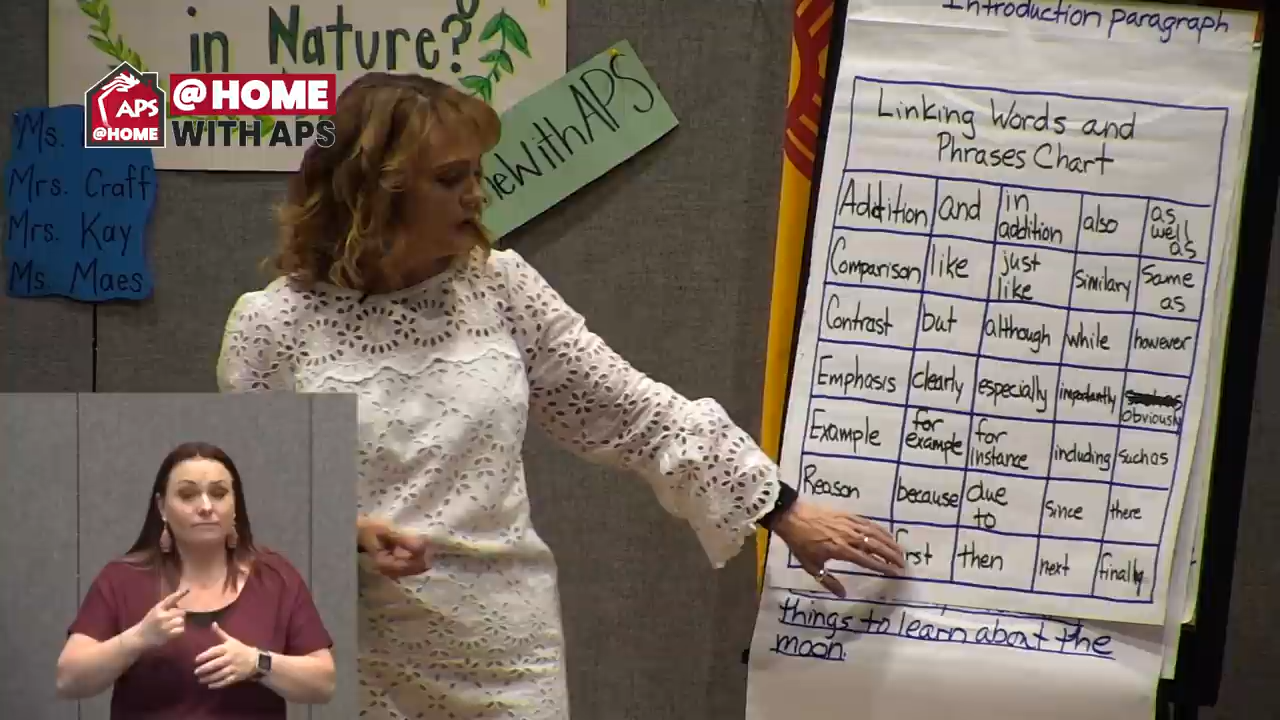 in Nature?
APS
@HOME
@HOME
WITH APS
eWithAPS
Ms.
Mrs. Craff
Mrs. Kay
Ms. Maes
Introduction paragraph
Linking Words and
Phrases Chart
Addition and in addition also as well as
Comparison like just like similary same as
Contrast but although while however
Emphasis clearly especially importantly obviously
Example for example for instance including such as
Reason because due to since there
rst then next finally
things to learn about the
moon.